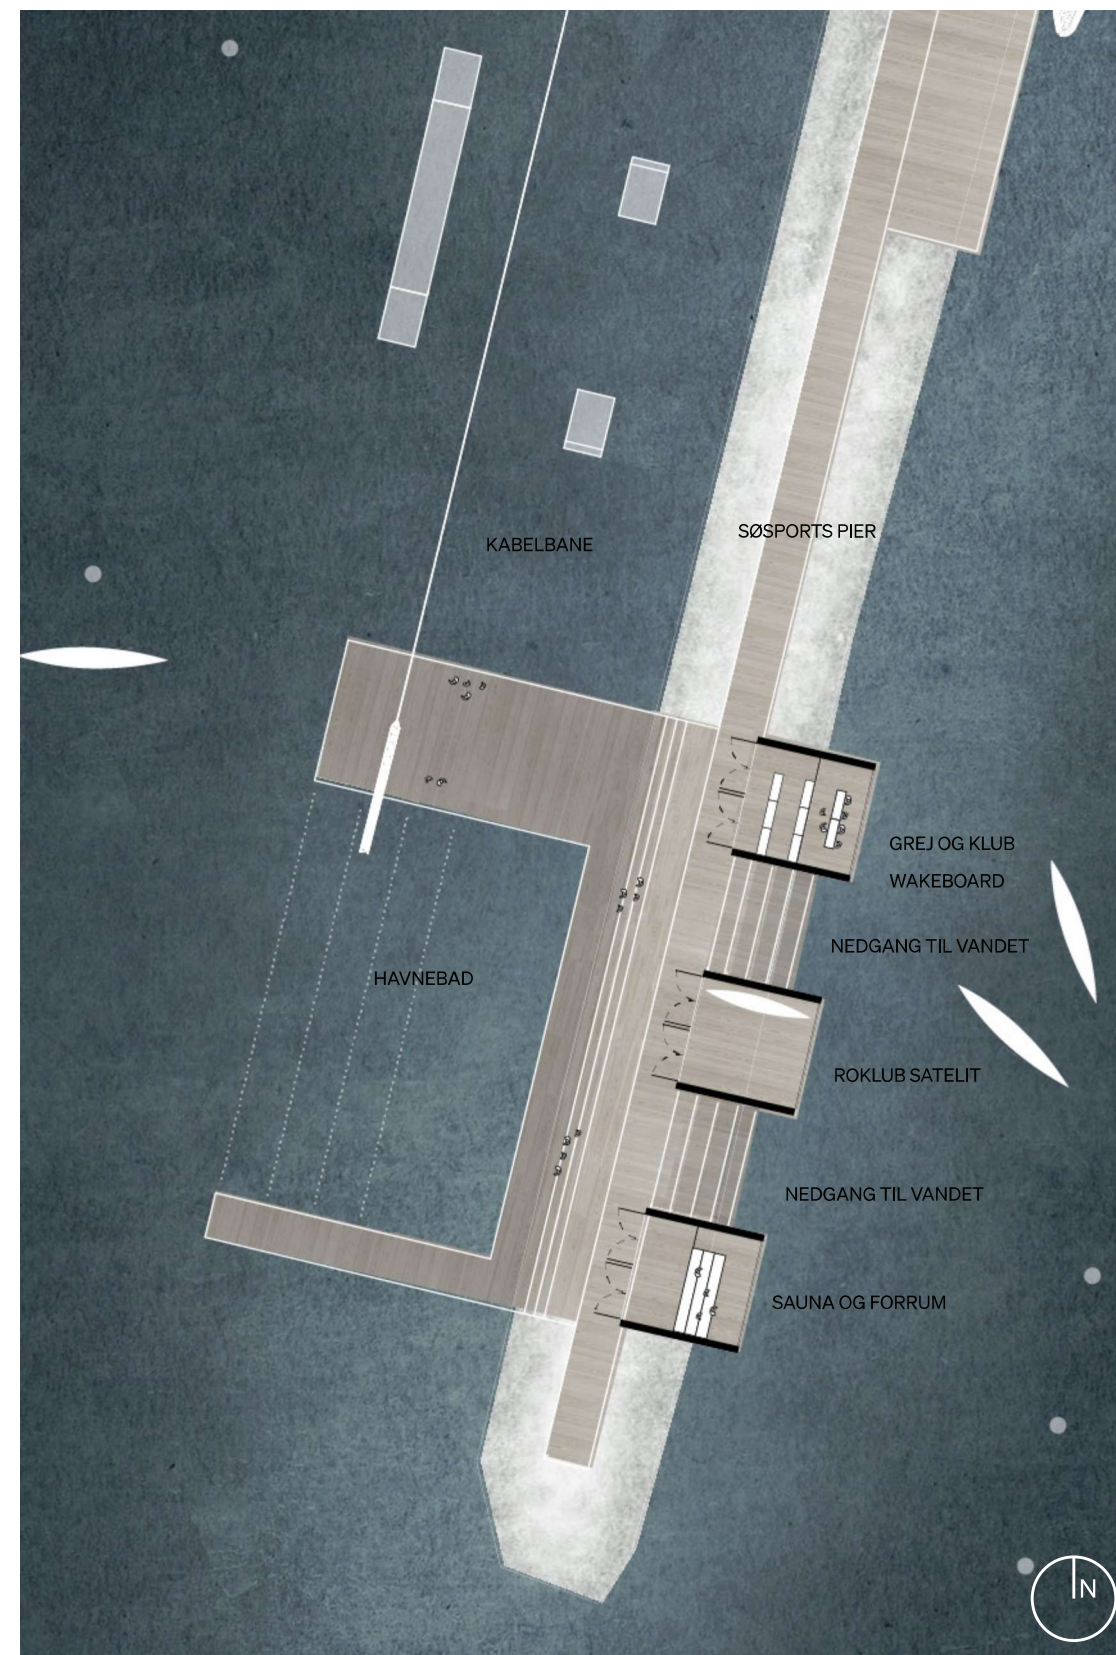 SØSPORTS PIER
KABELBANE
GREJ OG KLUB
WAKEBOARD
NEDGANG TIL VANDET
HAVNEBAD
ROKLUB SATELIT
NEDGANG TIL VANDET
SAUNA OG FORRUM
N